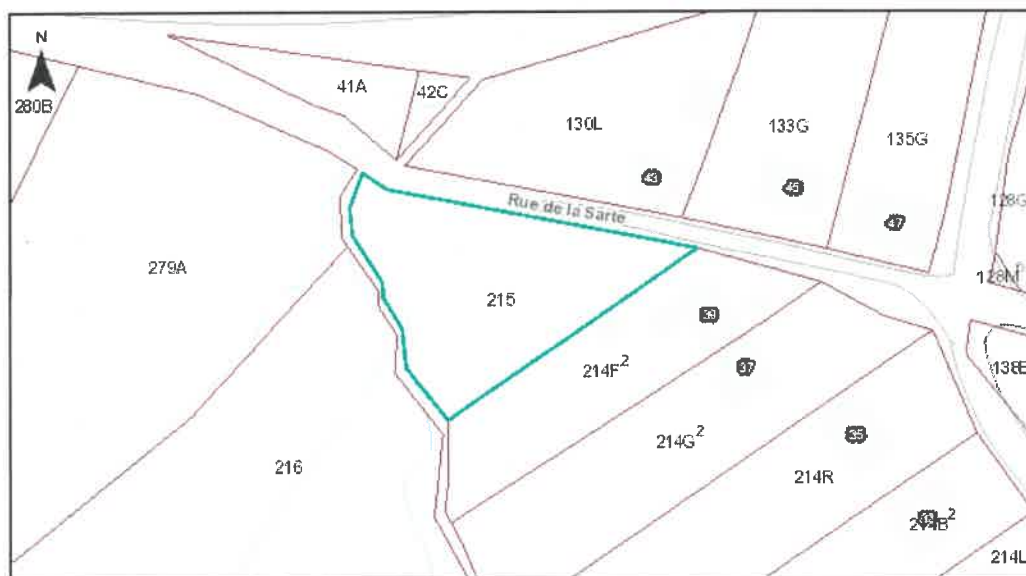 N
280B
41A
42C
130L
133G
135G
43
45
47
128G
Rue de la Sarte
279A
215
128M
39
214F²
37
138E
214G²
35
216
214R
214B²
214L